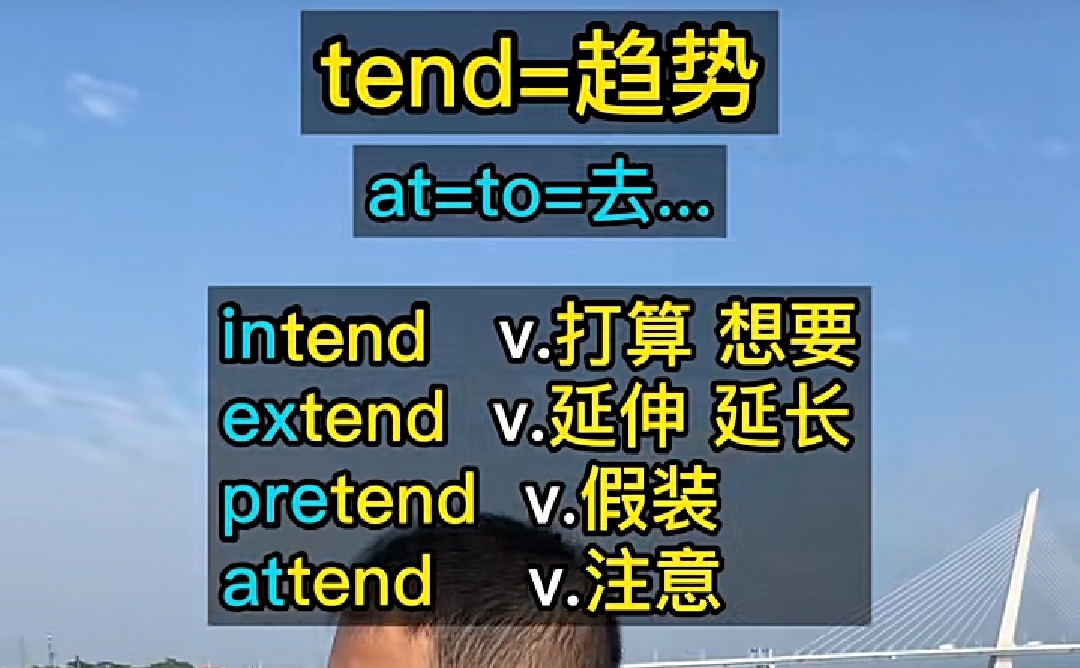 tend=趋势
at=to=去...
intend v.打算 想要
extend v.延伸 延长
pretend v.假装
attend v.注意